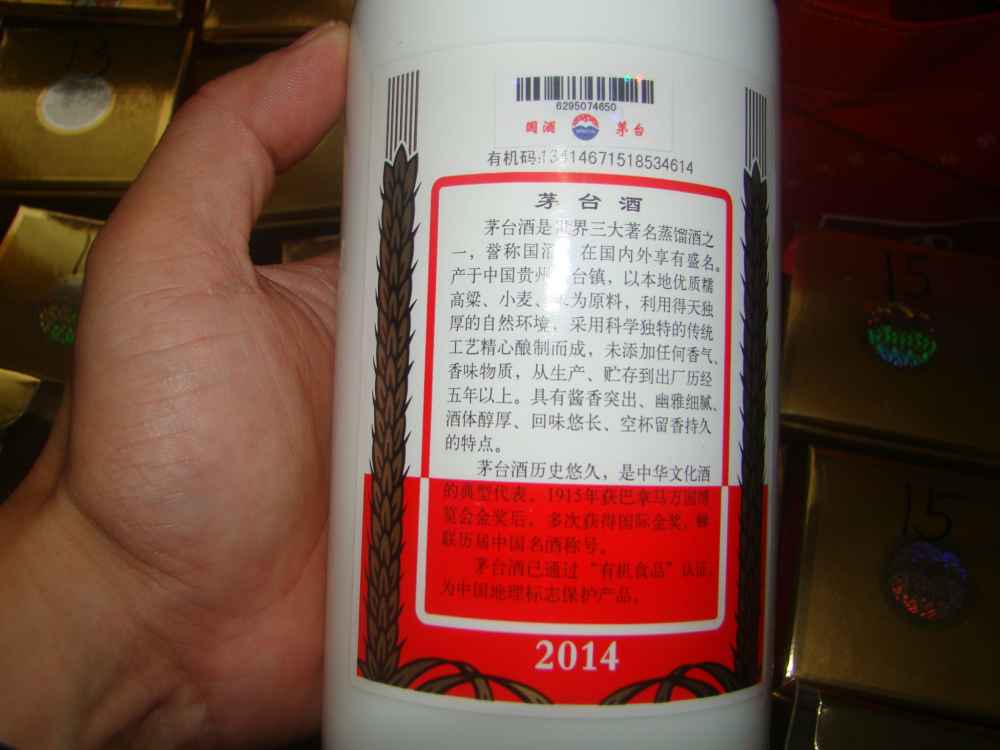 13
6295074650
国酒 茅台
有机码:13414671518534614
茅台酒
茅台酒是世界三大著名蒸馏酒之
一，誉称国酒 在国内外享有盛名。
产于中国贵州 台镇，以本地优质糯
高粱、小麦、 为原料，利用得天独
厚的自然环境，采用科学独特的传统
工艺精心酿制而成，未添加任何香气、
香味物质，从生产、贮存到出厂历经
五年以上。具有酱香突出、幽雅细腻、
酒体醇厚、回味悠长、空杯留香持久
的特点。
茅台酒历史悠久，是中华文化酒
的典型代表。1915年获巴拿马万国博
览会金奖后，多次获得国际金奖，蝉
联历届中国名酒称号。
茅台酒已通过“有机食品”认证，
为中国地理标志保护产品。
2014
15
15